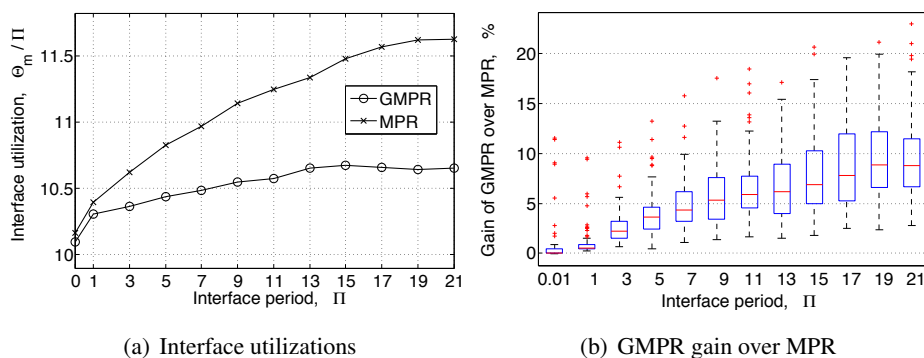 11.5
11
10.5
10
0 1 3 5 7 9 11 13 15 17 19 21
Interface period, Π
Interface utilization, Θm / Π
GMPR
MPR
(a) Interface utilizations
20
15
10
5
0
0.01 1 3 5 7 9 11 13 15 17 19 21
Interface period, Π
Gain of GMPR over MPR, %
(b) GMPR gain over MPR